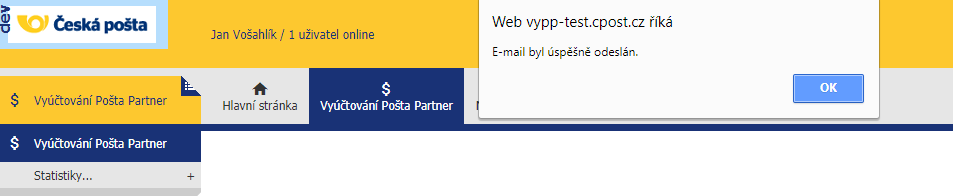 dev
Česká pošta
Jan Vošahlík / 1 uživatel online
Web vypp-test.cpost.cz říká
E-mail byl úspěšně odeslán.
OK
$ Vyúčtování Pošta Partner
Hlavní stránka
$
Vyúčtování Pošta Partner
$ Vyúčtování Pošta Partner
Statistiky... +